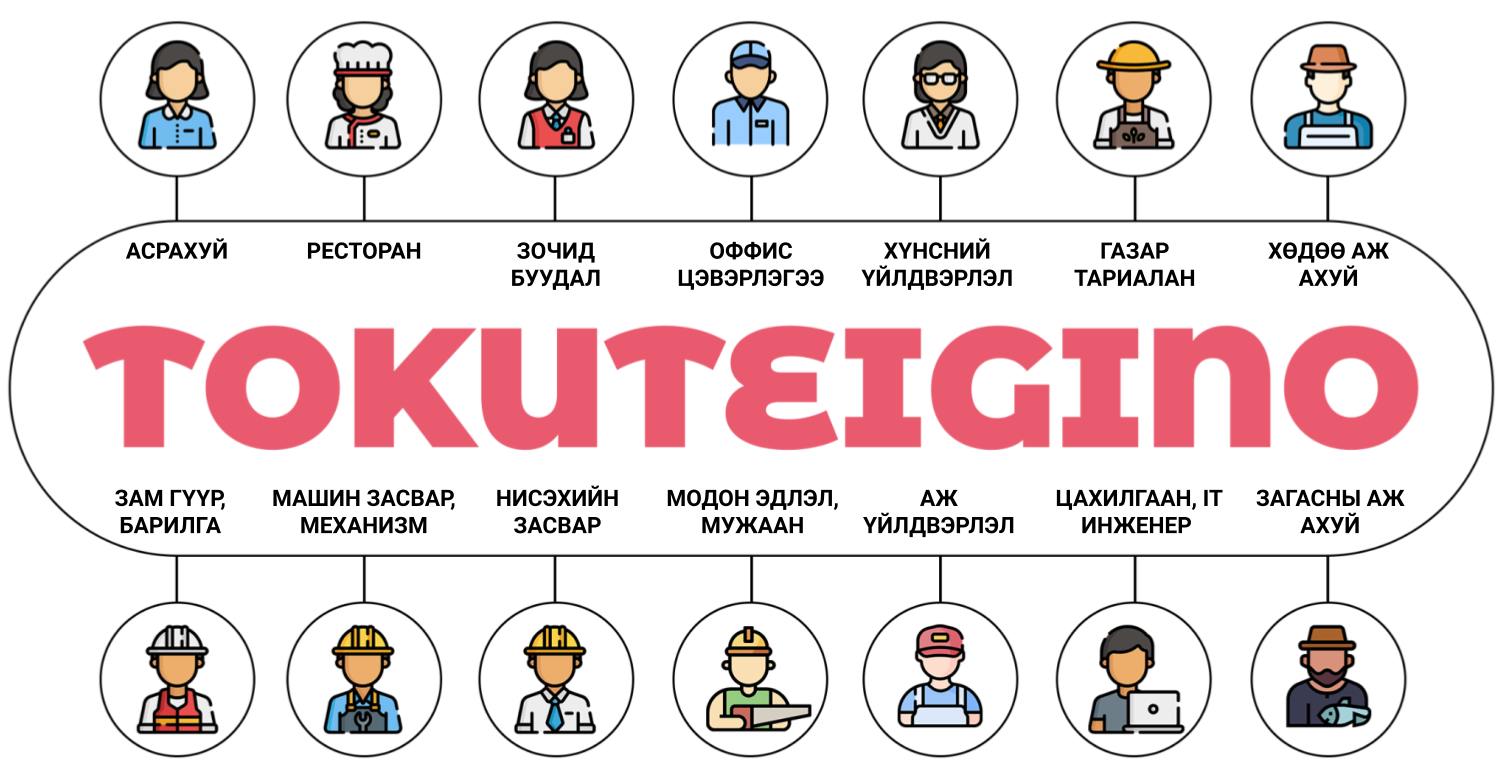 АСРАХУЙ
РЕСТОРАН
ЗОЧИД
БУУДАЛ
ОФФИС
ЦЭВЭРЛЭГЭЭ
ХҮНСНИЙ
ҮЙЛДВЭРЛЭЛ
ГАЗАР
ТАРИАЛАН
ХӨДӨӨ АЖ
АХУЙ
TOKUTEIGINO
ЗАМ ГҮҮР,
БАРИЛГА
МАШИН ЗАСВАР,
МЕХАНИЗМ
НИСЭХИЙН
ЗАСВАР
МОДОН ЭДЛЭЛ,
МУЖААН
АЖ
ҮЙЛДВЭРЛЭЛ
ЦАХИЛГААН, IT
ИНЖЕНЕР
ЗАГАСНЫ АЖ
АХУЙ